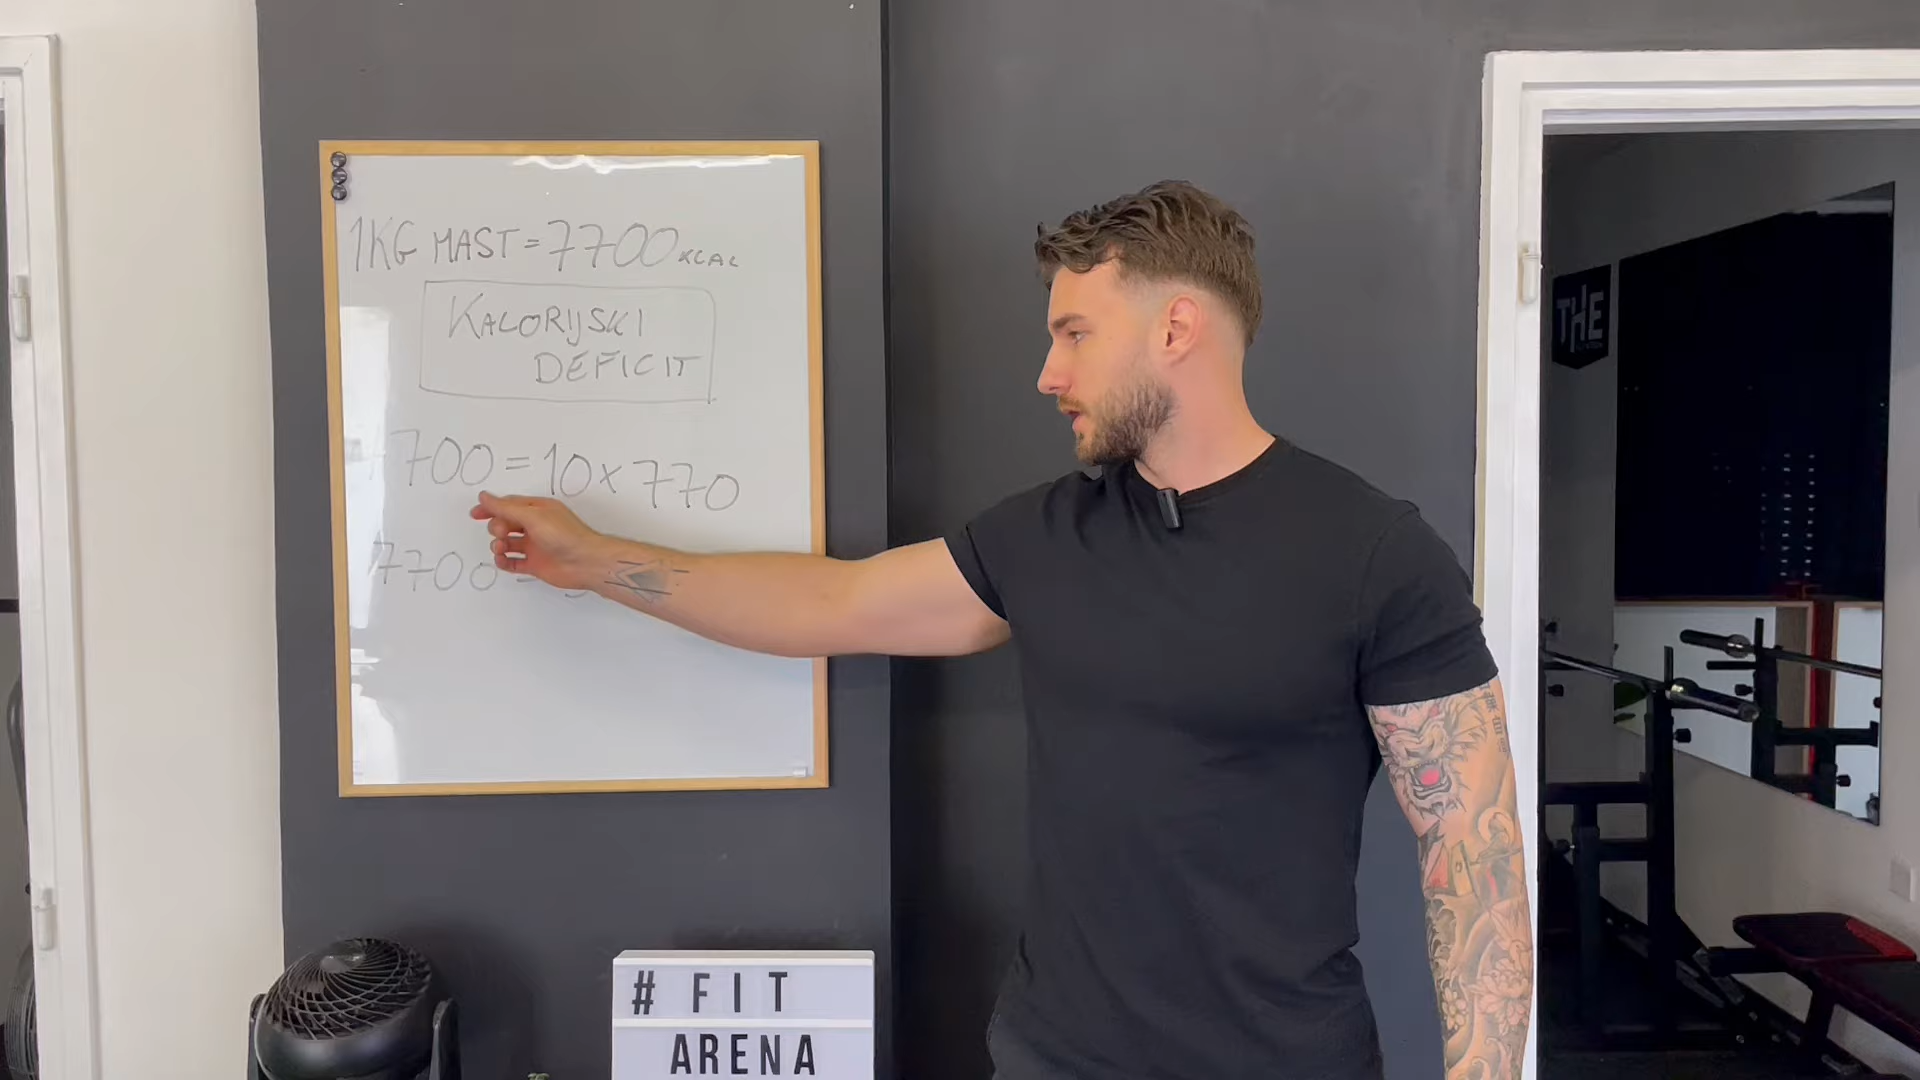 1KG MAST = 7700 KCAL
KALORIJSKI
DEFICIT
700 = 10 x 770
7700 =
# FIT
ARENA
THE